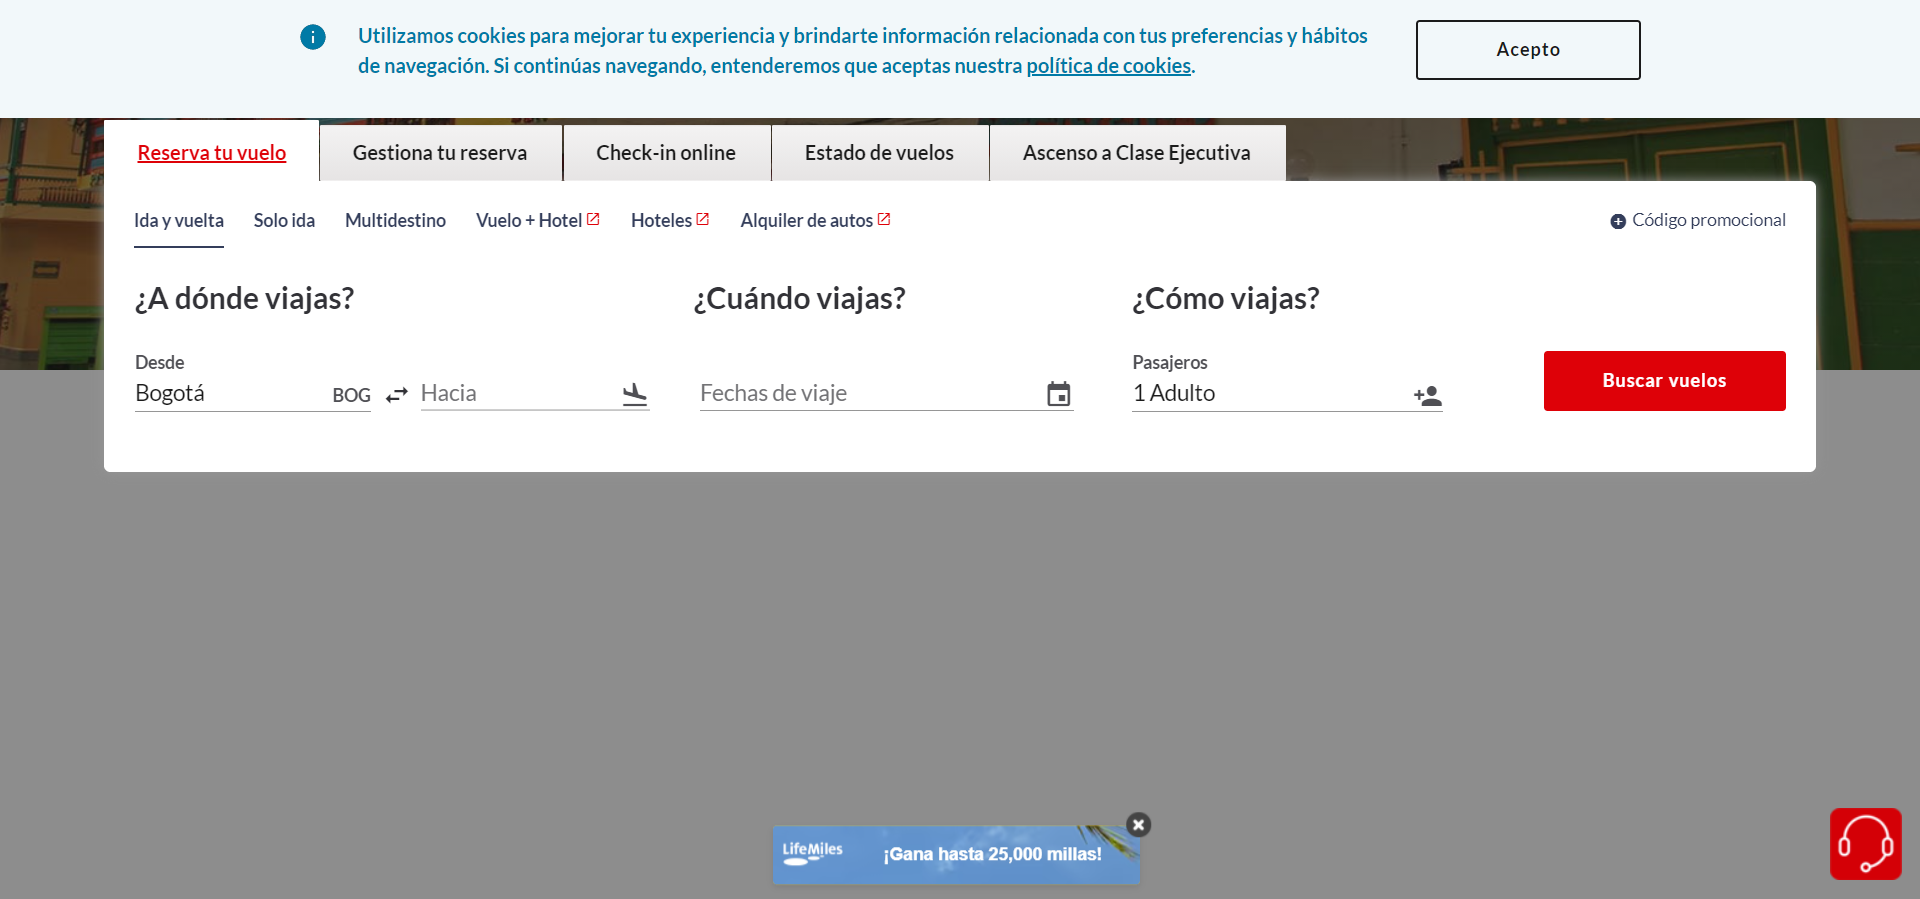 Utilizamos cookies para mejorar tu experiencia y brindarte información relacionada con tus preferencias y hábitos
de navegación. Si continúas navegando, entenderemos que aceptas nuestra política de cookies.
Acepto
Reserva tu vuelo
Gestiona tu reserva
Check-in online
Estado de vuelos
Ascenso a Clase Ejecutiva
Ida y vuelta
Solo ida
Multidestino
Vuelo + Hotel
Hoteles
Alquiler de autos
Código promocional
¿A dónde viajas?
¿Cuándo viajas?
¿Cómo viajas?
Desde
Pasajeros
Bogotá
BOG
Hacia
Fechas de viaje
1 Adulto
Buscar vuelos
LifeMiles
¡Gana hasta 25,000 millas!